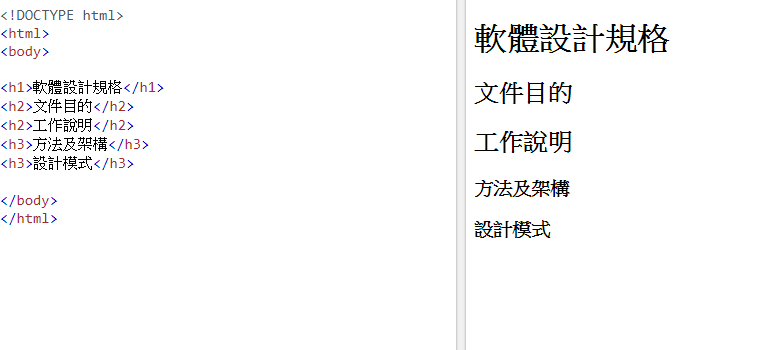 <!DOCTYPE html>
<html>
<body>
<h1>軟體設計規格</h1>
<h2>文件目的</h2>
<h2>工作說明</h2>
<h3>方法及架構</h3>
<h3>設計模式</h3>
</body>
</html>
軟體設計規格
文件目的
工作說明
方法及架構
設計模式